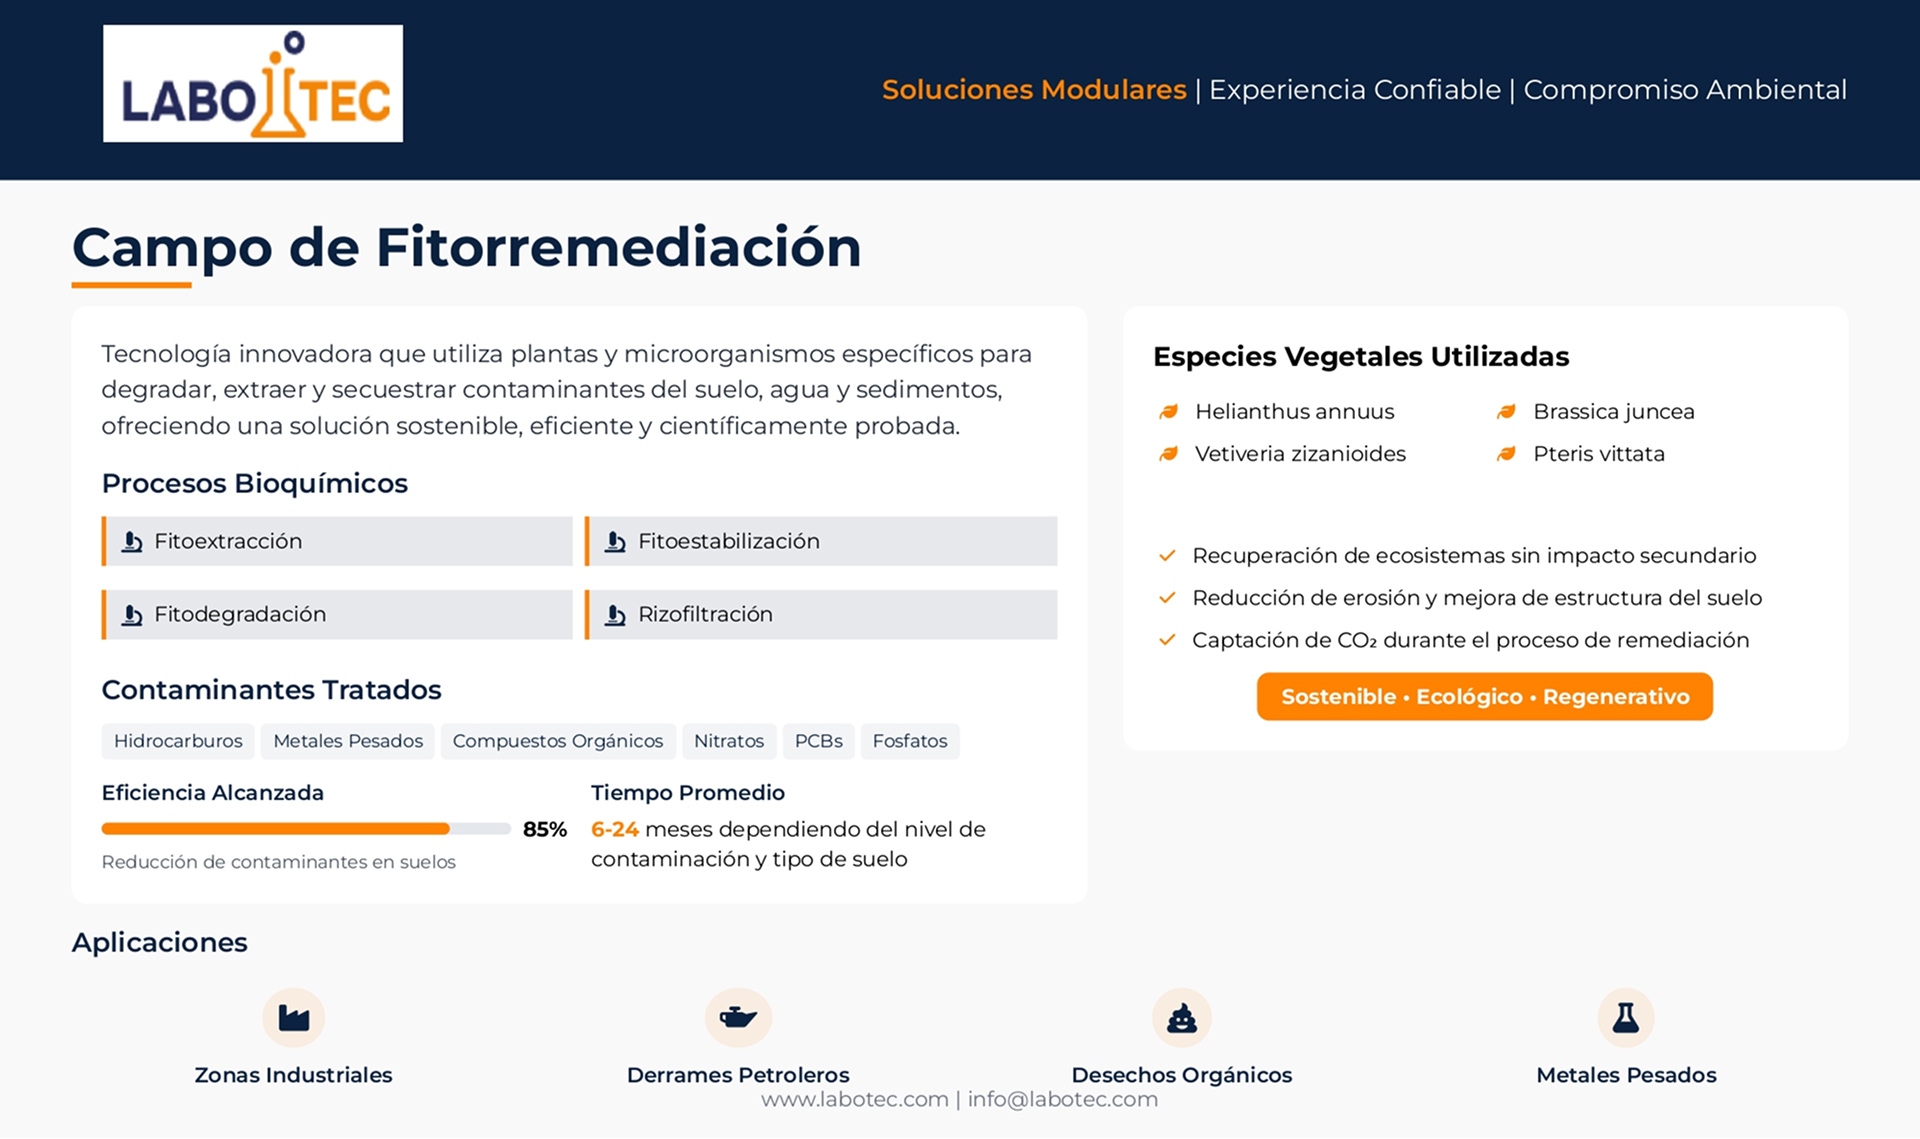 LABOTEC
Soluciones Modulares | Experiencia Confiable | Compromiso Ambiental
Campo de Fitorremediación
Tecnología innovadora que utiliza plantas y microorganismos específicos para
degradar, extraer y secuestrar contaminantes del suelo, agua y sedimentos,
ofreciendo una solución sostenible, eficiente y científicamente probada.
Procesos Bioquímicos
Fitoextracción
Fitoestabilización
Fitodegradación
Rizofiltración
Contaminantes Tratados
Hidrocarburos
Metales Pesados
Compuestos Orgánicos
Nitratos
PCBs
Fosfatos
Eficiencia Alcanzada
85%
Reducción de contaminantes en suelos
Tiempo Promedio
6-24 meses dependiendo del nivel de
contaminación y tipo de suelo
Especies Vegetales Utilizadas
Helianthus annuus
Brassica juncea
Vetiveria zizanioides
Pteris vittata
Recuperación de ecosistemas sin impacto secundario
Reducción de erosión y mejora de estructura del suelo
Captación de CO₂ durante el proceso de remediación
Sostenible • Ecológico • Regenerativo
Aplicaciones
Zonas Industriales
Derrames Petroleros
Desechos Orgánicos
Metales Pesados
www.labotec.com | info@labotec.com